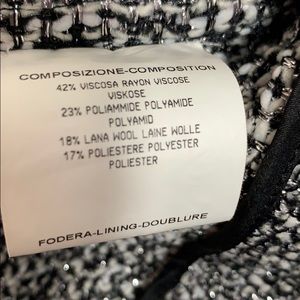 COMPOSIZIONE-COMPOSITION
42% VISCOSA RAYON VISCOSE
VISKOSE
23% POLIAMMIDE POLYAMIDE
POLYAMID
18% LANA WOOL LAINE WOLLE
17% POLIESTERE POLYESTER
POLIESTER
FODERA-LINING-DOUBLURE